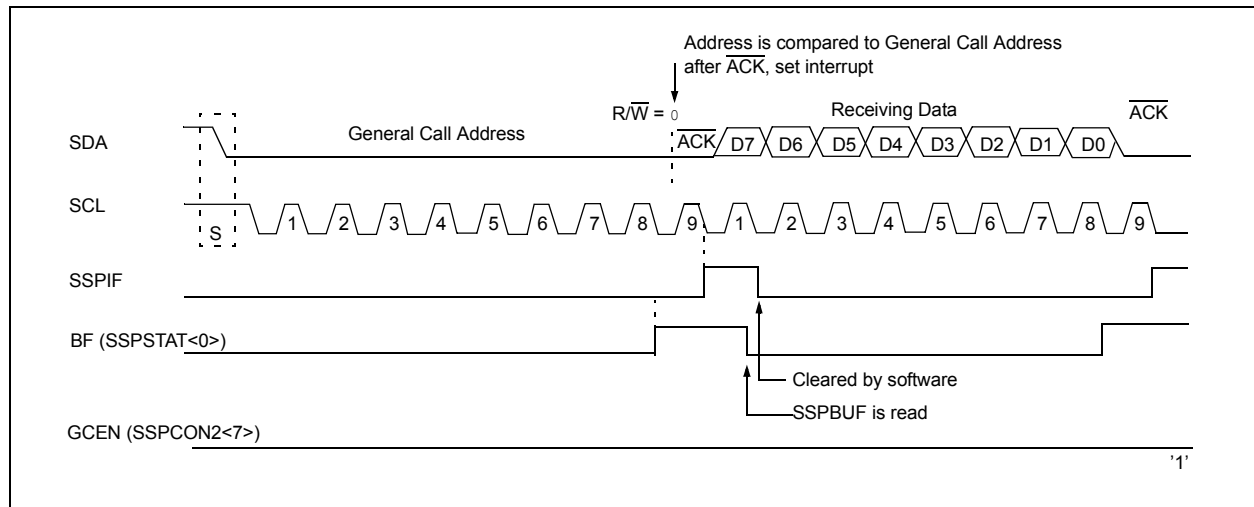 Address is compared to General Call Address
after ACK, set interrupt
R/W = 0
Receiving Data
ACK
SDA
General Call Address
ACK
D7
D6
D5
D4
D3
D2
D1
D0
SCL
S
1
2
3
4
5
6
7
8
9
1
2
3
4
5
6
7
8
9
SSPIF
BF (SSPSTAT<0>)
Cleared by software
SSPBUF is read
GCEN (SSPCON2<7>)
’1’